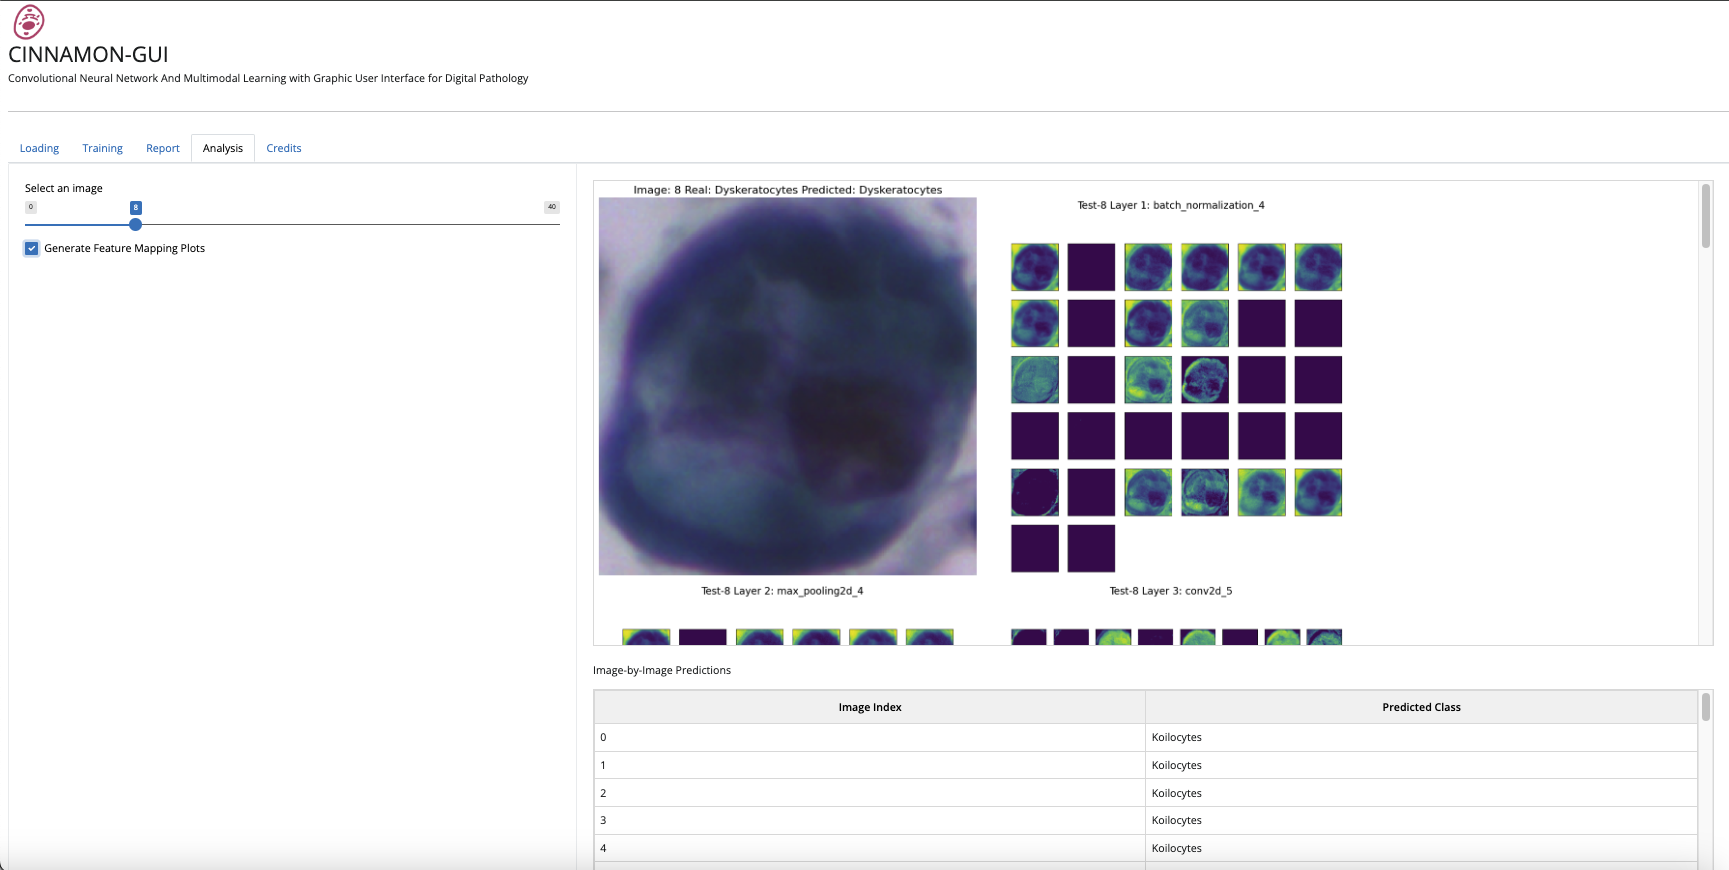 CINNAMON-GUI
Convolutional Neural Network And Multimodal Learning with Graphic User Interface for Digital Pathology
Loading
Training
Report
Analysis
Credits
Select an image
0
8
40
Generate Feature Mapping Plots
Image: 8 Real: Dyskeratocytes Predicted: Dyskeratocytes
Test-8 Layer 1: batch_normalization_4
Test-8 Layer 2: max_pooling2d_4
Test-8 Layer 3: conv2d_5
Image-by-Image Predictions
Image Index Predicted Class
0 Koilocytes
1 Koilocytes
2 Koilocytes
3 Koilocytes
4 Koilocytes